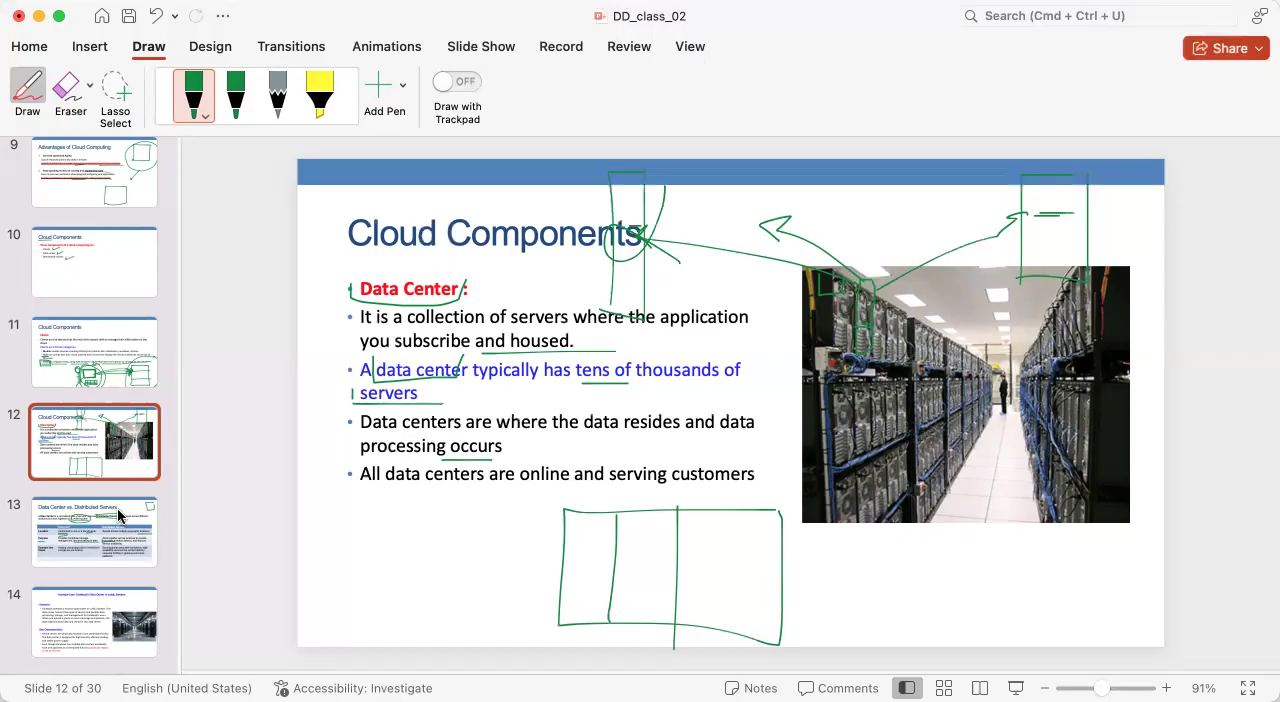 DD_class_02
Search (Cmd + Ctrl + U)
Home Insert Draw Design Transitions Animations Slide Show Record Review View Share
OFF
Draw Eraser Lasso Select Add Pen Draw with Trackpad
9
Advantages of Cloud Computing
10
Cloud Components
11
Cloud Components
12
Cloud Components
13
Data Center vs. Distributed Servers
14
Cloud Components
• Data Center :
• It is a collection of servers where the application
you subscribe and housed.
• A data center typically has tens of thousands of
servers
• Data centers are where the data resides and data
processing occurs
• All data centers are online and serving customers
Slide 12 of 30 English (United States) Accessibility: Investigate Notes Comments 91%